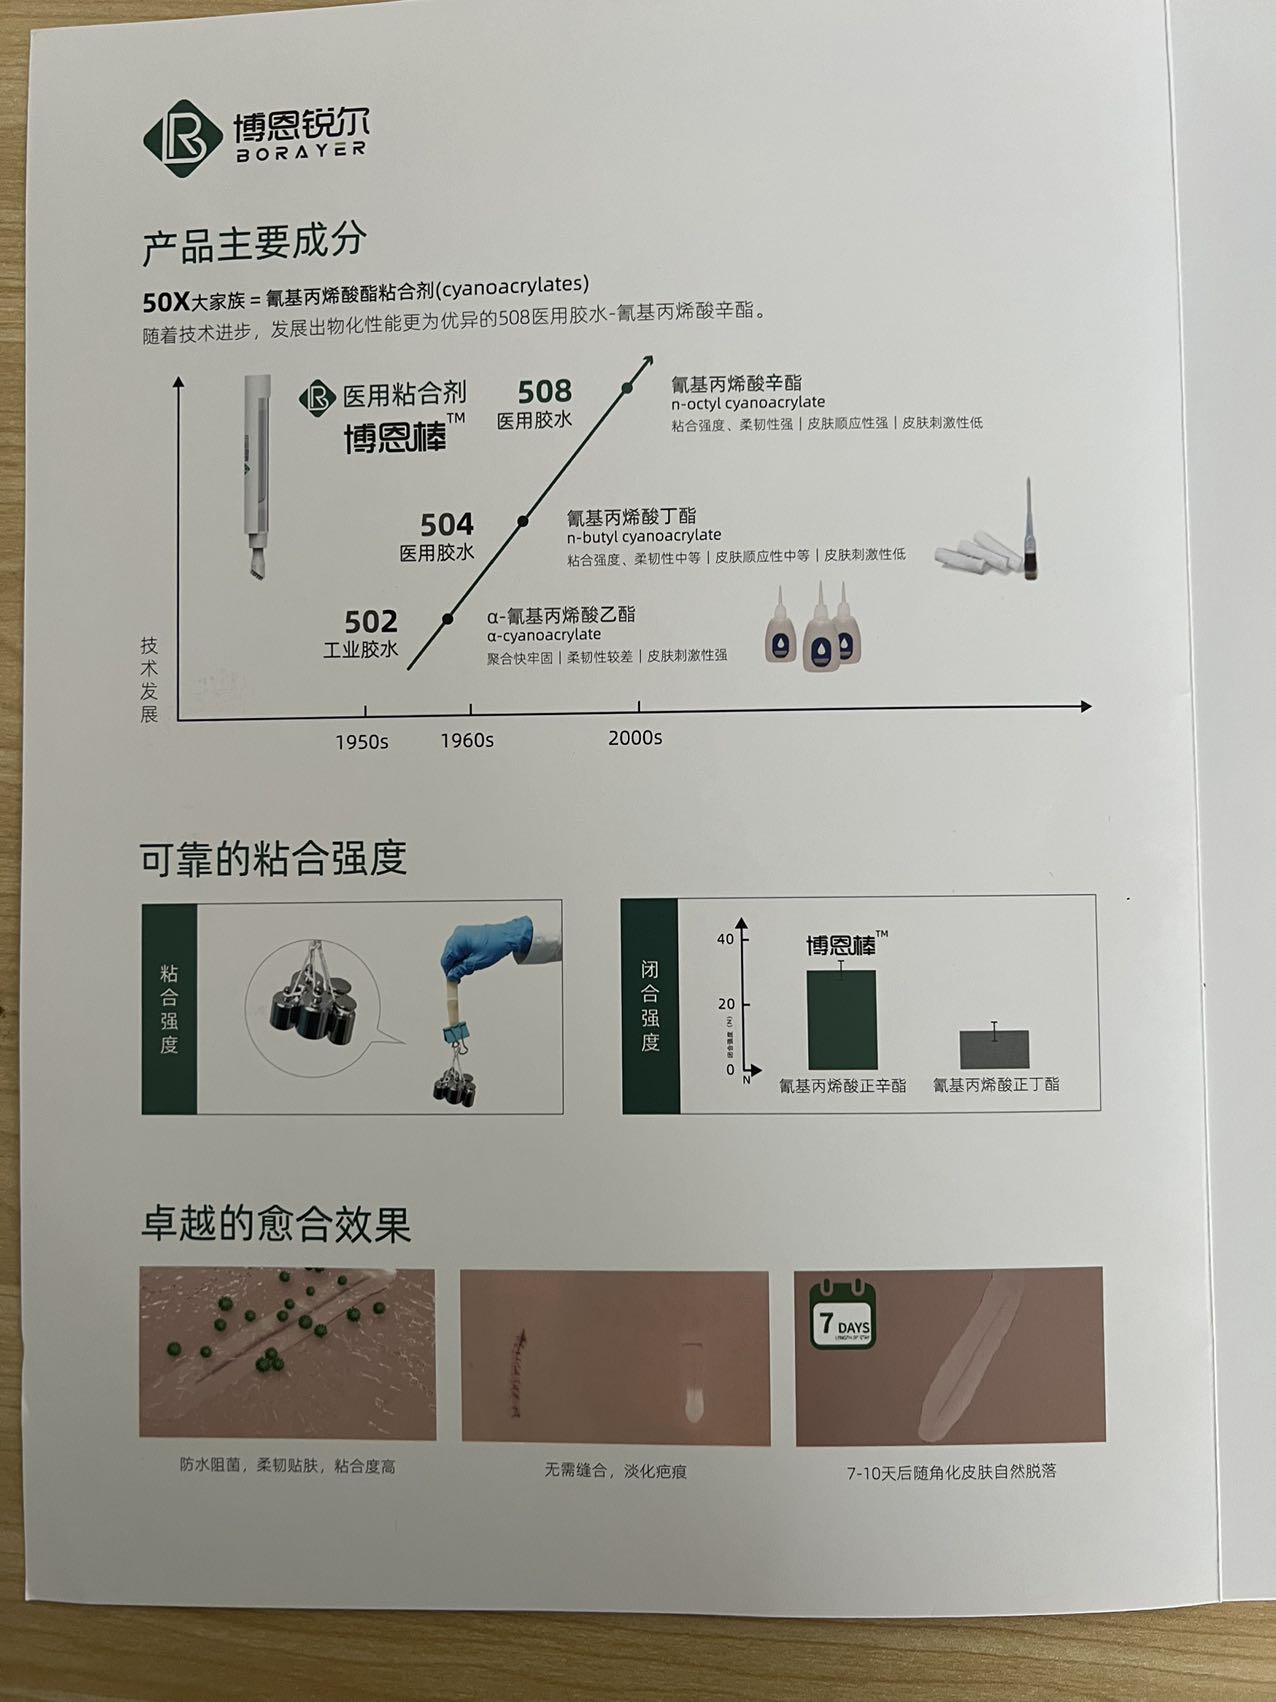 博恩锐尔
BORAYER
产品主要成分
50X大家族 = 氰基丙烯酸酯粘合剂(cyanoacrylates)
随着技术进步，发展出物化性能更为优异的508医用胶水-氰基丙烯酸辛酯。
医用粘合剂
博恩棒™
508
医用胶水
氰基丙烯酸辛酯
n-octyl cyanoacrylate
粘合强度、柔韧性强｜皮肤顺应性强｜皮肤刺激性低
504
医用胶水
氰基丙烯酸丁酯
n-butyl cyanoacrylate
粘合强度、柔韧性中等｜皮肤顺应性中等｜皮肤刺激性低
502
工业胶水
α-氰基丙烯酸乙酯
α-cyanoacrylate
聚合快牢固｜柔韧性较差｜皮肤刺激性强
技术发展
1950s
1960s
2000s
可靠的粘合强度
粘合强度
闭合强度
40
20
0
闭合强度 (N)
N
博恩棒™
氰基丙烯酸正辛酯
氰基丙烯酸正丁酯
卓越的愈合效果
7 DAYS
LENGTH OF STAY
防水阻菌，柔韧贴肤，粘合度高
无需缝合，淡化疤痕
7-10天后随角化皮肤自然脱落